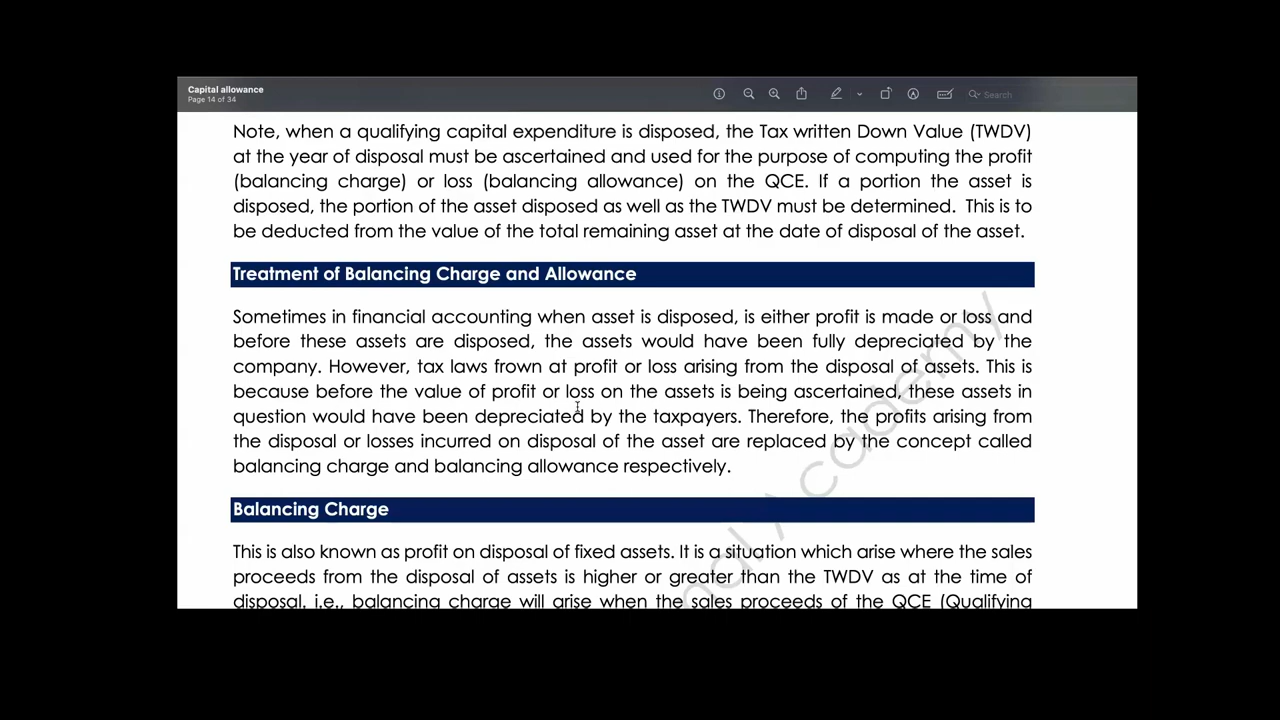 Capital allowance
Page 14 of 34
Search
Note, when a qualifying capital expenditure is disposed, the Tax written Down Value (TWDV)
at the year of disposal must be ascertained and used for the purpose of computing the profit
(balancing charge) or loss (balancing allowance) on the QCE. If a portion the asset is
disposed, the portion of the asset disposed as well as the TWDV must be determined. This is to
be deducted from the value of the total remaining asset at the date of disposal of the asset.
Treatment of Balancing Charge and Allowance
Sometimes in financial accounting when asset is disposed, is either profit is made or loss and
before these assets are disposed, the assets would have been fully depreciated by the
company. However, tax laws frown at profit or loss arising from the disposal of assets. This is
because before the value of profit or loss on the assets is being ascertained, these assets in
question would have been depreciated by the taxpayers. Therefore, the profits arising from
the disposal or losses incurred on disposal of the asset are replaced by the concept called
balancing charge and balancing allowance respectively.
Balancing Charge
This is also known as profit on disposal of fixed assets. It is a situation which arise where the sales
proceeds from the disposal of assets is higher or greater than the TWDV as at the time of
disposal. i.e., balancing charge will arise when the sales proceeds of the QCE (Qualifying